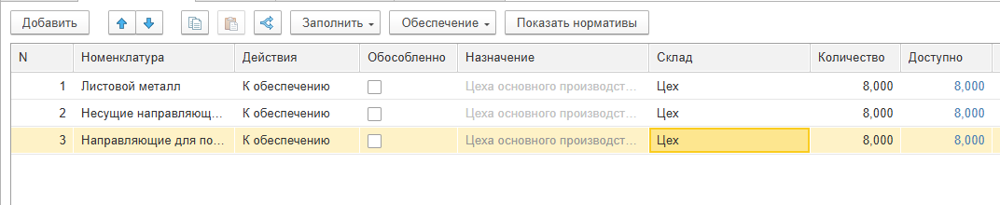 Добавить Заполнить Обеспечение Показать нормативы
N Номенклатура Действия Обособленно Назначение Склад Количество Доступно
1 Листовой металл К обеспечению Цеха основного производст... Цех 8,000 8,000
2 Несущие направляющ... К обеспечению Цеха основного производст... Цех 8,000 8,000
3 Направляющие для по... К обеспечению Цеха основного производст... Цех 8,000 8,000